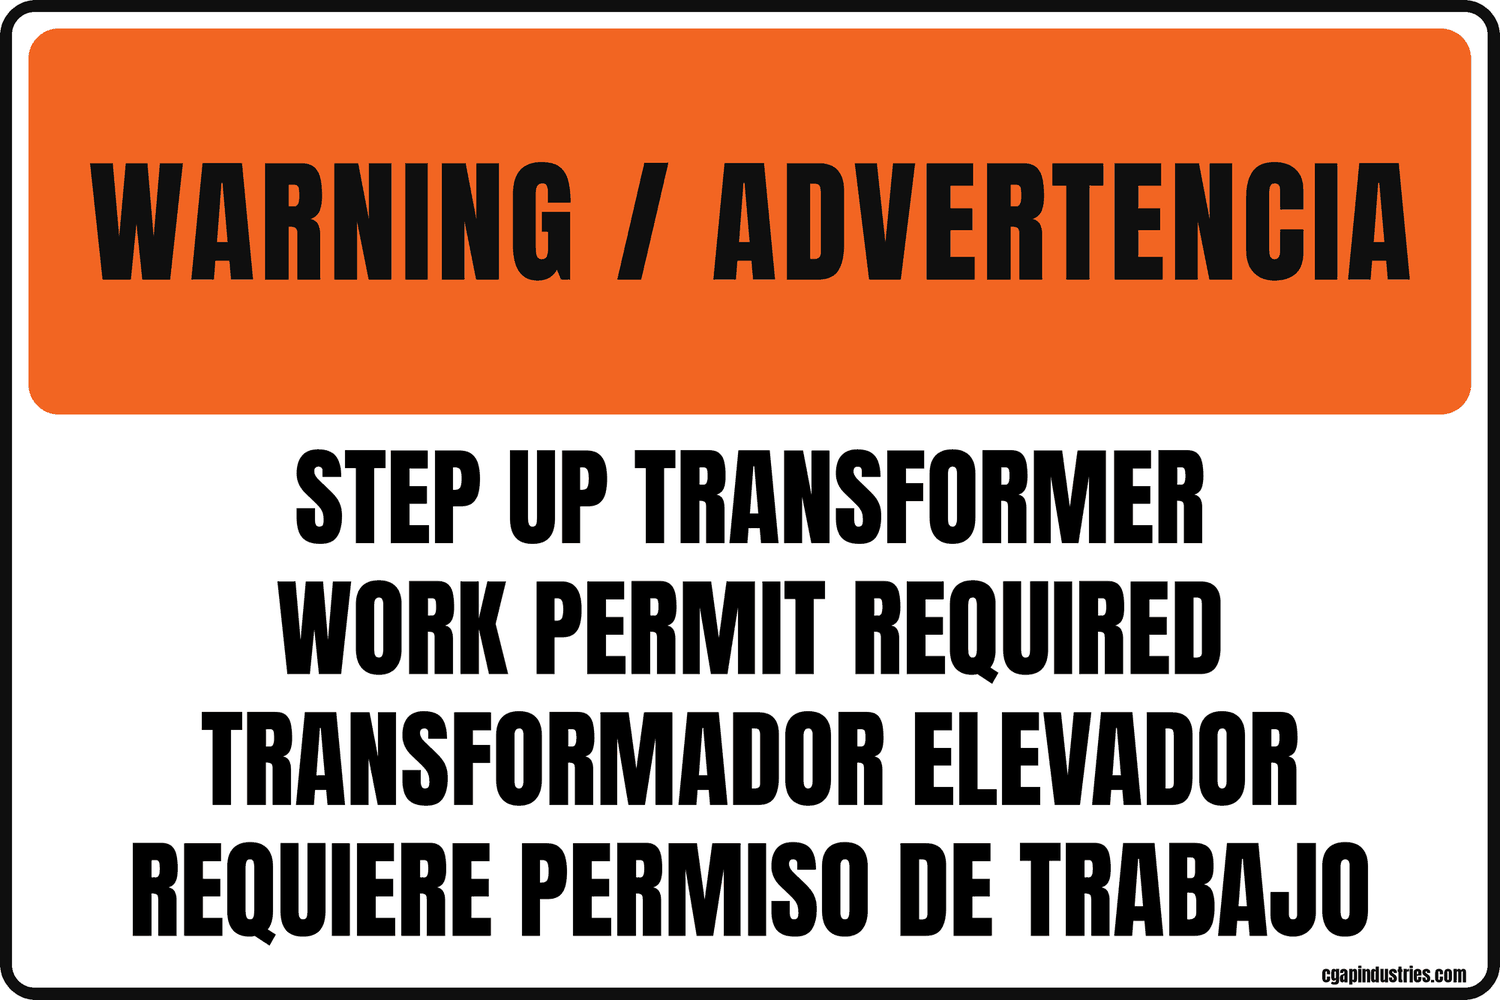 WARNING / ADVERTENCIA
STEP UP TRANSFORMER
WORK PERMIT REQUIRED
TRANSFORMADOR ELEVADOR
REQUIERE PERMISO DE TRABAJO
cgapindustries.com